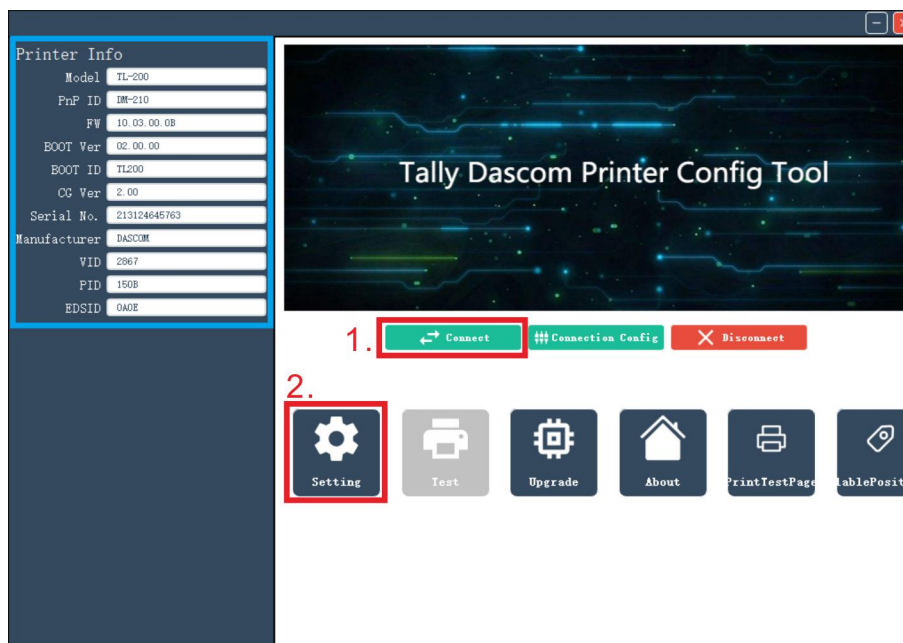 Printer Info
Model TL-200
PnP ID DM-210
FW 10.03.00.0B
BOOT Ver 02.00.00
BOOT ID TL200
CG Ver 2.00
Serial No. 213124645763
Manufacturer DASCOM
VID 2867
PID 150B
EDSID 0A0E
Tally Dascom Printer Config Tool
1. Connect Connection Config Disconnect
2.
Setting Test Upgrade About PrintTestPage lablePosit